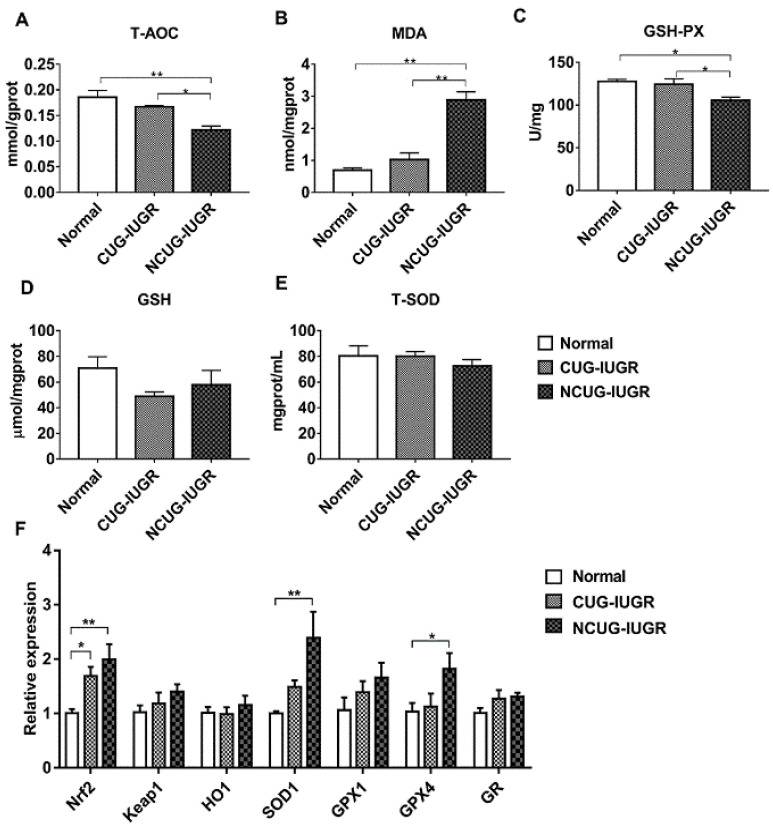 A
T-AOC
mmol/gprot
0.25
0.20
0.15
0.10
0.05
0.00
**
*
Normal
CUG-IUGR
NCUG-IUGR
B
MDA
nmol/mgprot
4
3
2
1
0
**
**
Normal
CUG-IUGR
NCUG-IUGR
C
GSH-PX
U/mg
150
100
50
0
*
*
Normal
CUG-IUGR
NCUG-IUGR
D
GSH
μmol/mgprot
100
80
60
40
20
0
Normal
CUG-IUGR
NCUG-IUGR
E
T-SOD
mgprot/mL
100
80
60
40
20
0
Normal
CUG-IUGR
NCUG-IUGR
Normal
CUG-IUGR
NCUG-IUGR
F
Relative expression
4
3
2
1
0
**
*
**
*
Nrf2
Keap1
HO1
SOD1
GPX1
GPX4
GR
Normal
CUG-IUGR
NCUG-IUGR